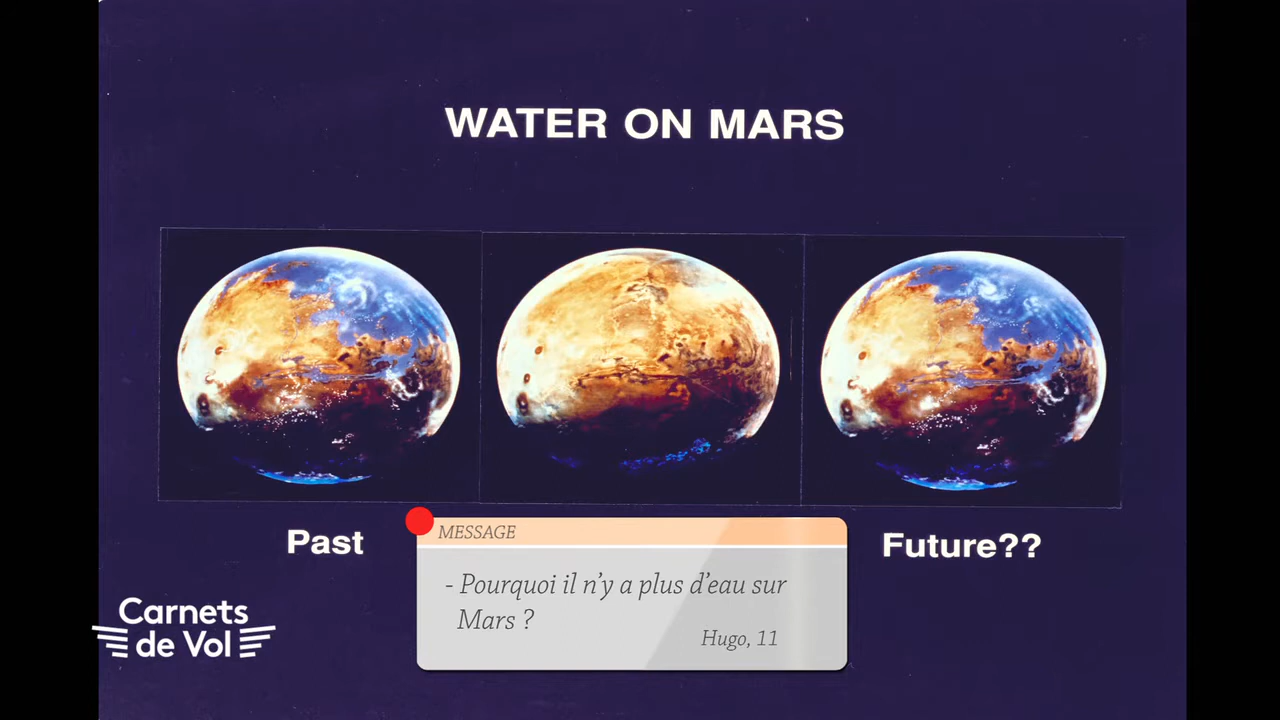 WATER ON MARS
Past
Future??
MESSAGE
- Pourquoi il n'y a plus d'eau sur
Mars ?
Hugo, 11
Carnets
de Vol